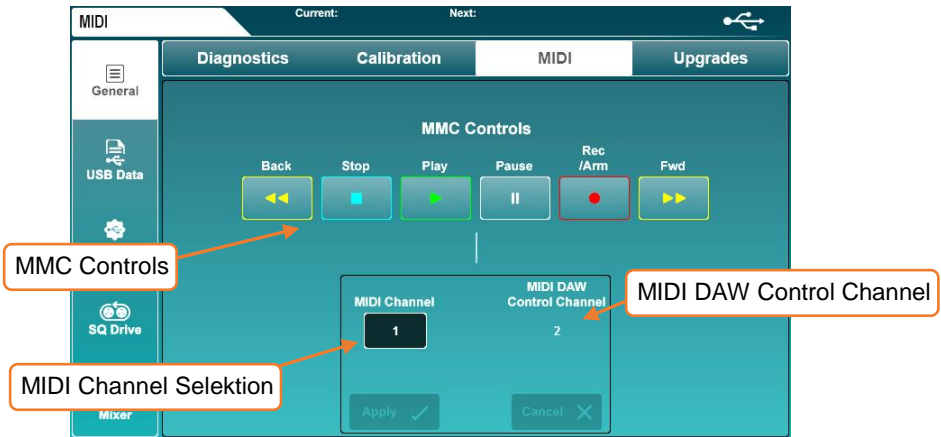 MIDI
Current:
Next:
Diagnostics
Calibration
MIDI
Upgrades
General
USB Data
SQ Drive
Mixer
MMC Controls
Back
Stop
Play
Pause
Rec
/Arm
Fwd
MMC Controls
MIDI Channel
1
MIDI DAW
Control Channel
2
MIDI DAW Control Channel
MIDI Channel Selektion
Apply
Cancel